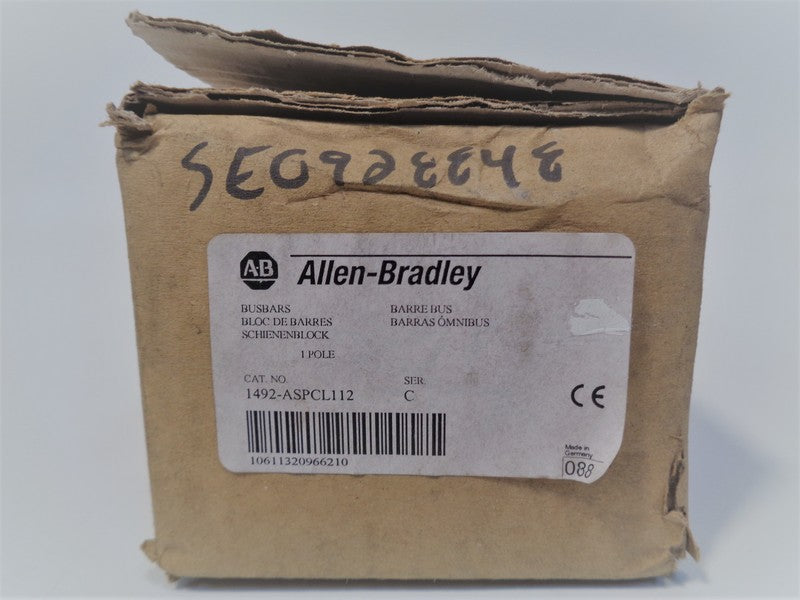 SE0928848
AB Allen-Bradley
BUSBARS BARRE BUS
BLOC DE BARRES BARRAS ÓMNIBUS
SCHIENENBLOCK
1 POLE
CAT. NO. SER.
1492-ASPCL112 C
CE
10611320966210
Made in
Germany
088